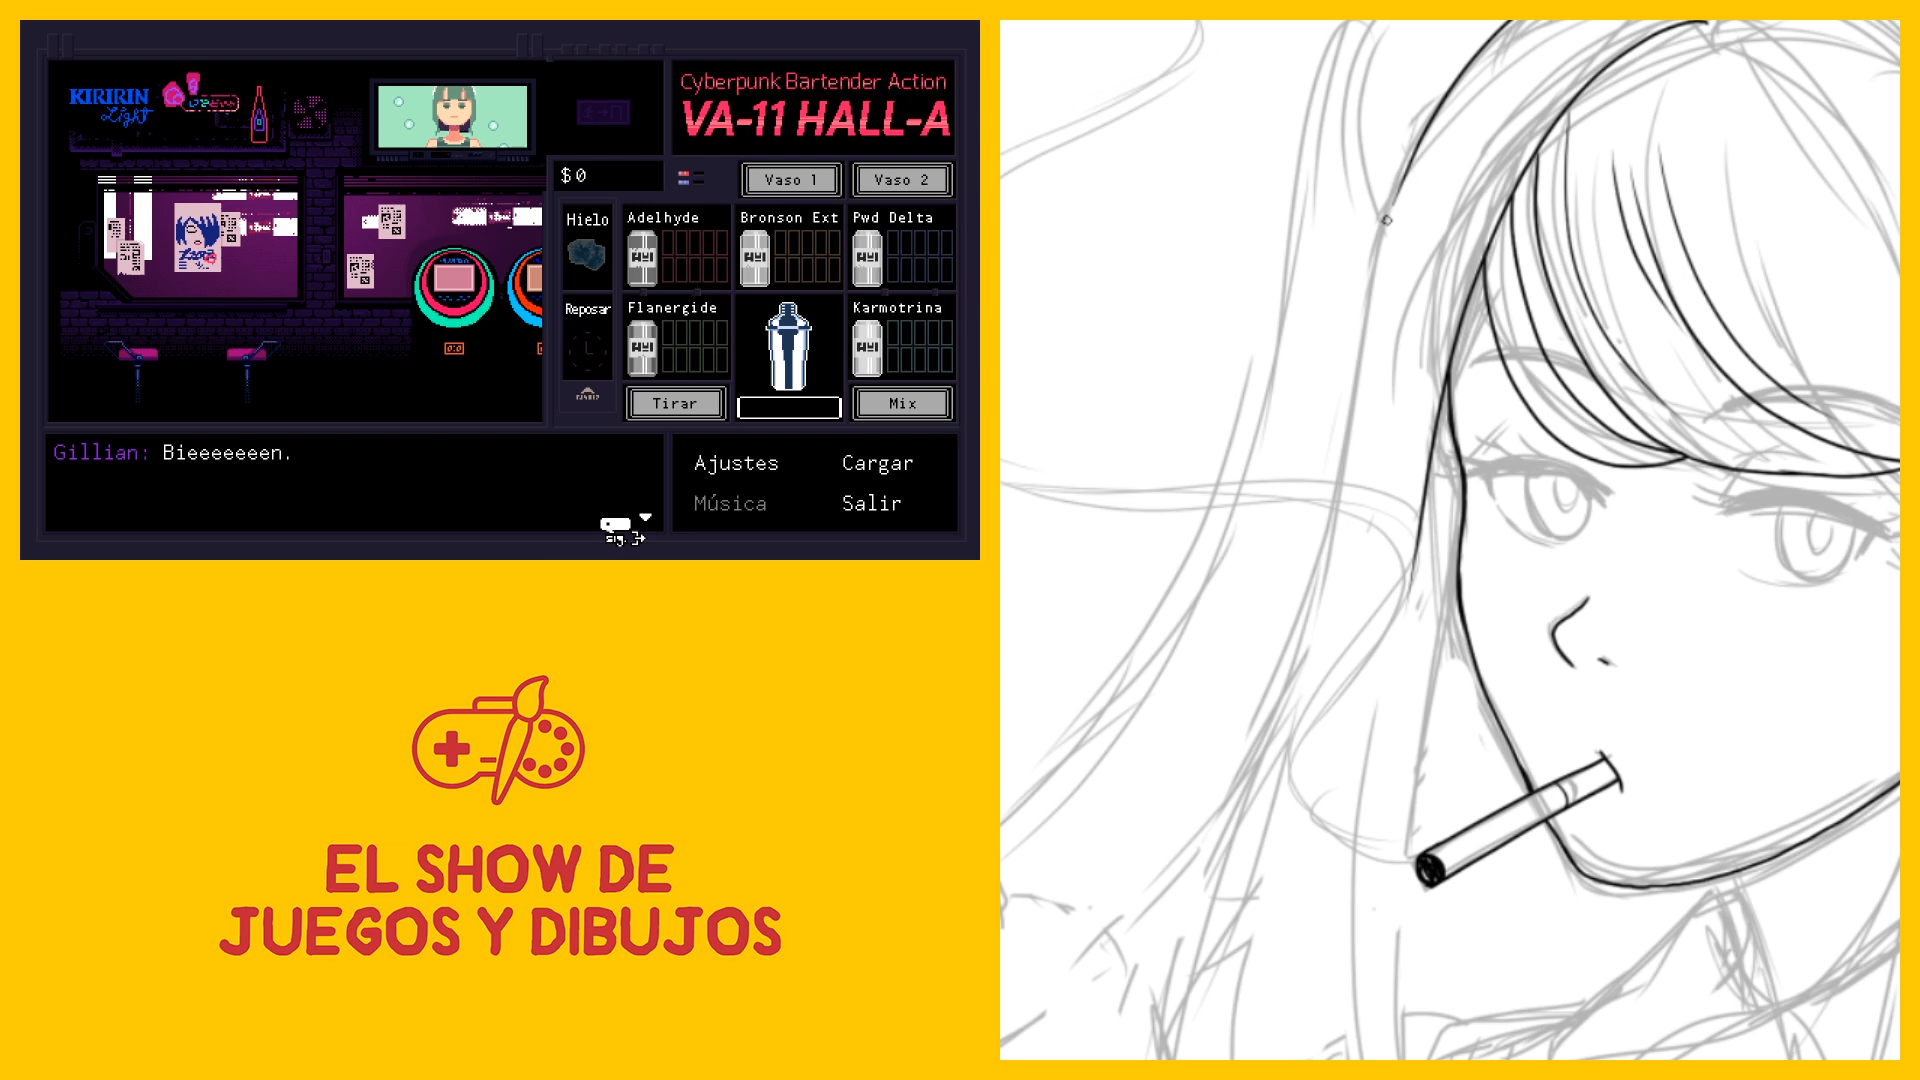 KIRIRIN
Light
Cyberpunk Bartender Action
VA-11 HALL-A
$0
Vaso 1
Vaso 2
Hielo
Adelhyde
Bronson Ext
Pwd Delta
Reposar
Flanergide
Karmotrina
Tirar
Mix
Gillian: Bieeeeeeen.
sig.
Ajustes
Cargar
Música
Salir
EL SHOW DE
JUEGOS Y DIBUJOS